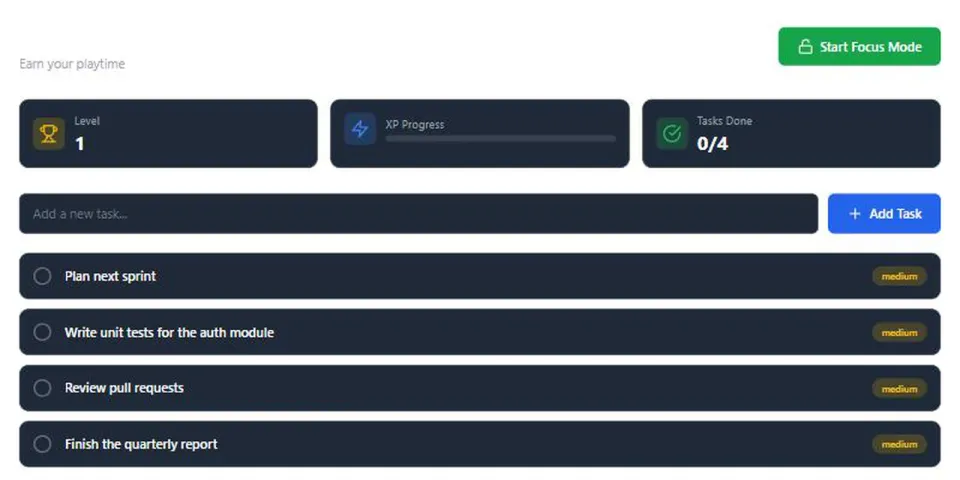 Start Focus Mode
Earn your playtime
Level
1
XP Progress
Tasks Done
0/4
Add a new task...
+ Add Task
Plan next sprint
medium
Write unit tests for the auth module
medium
Review pull requests
medium
Finish the quarterly report
medium